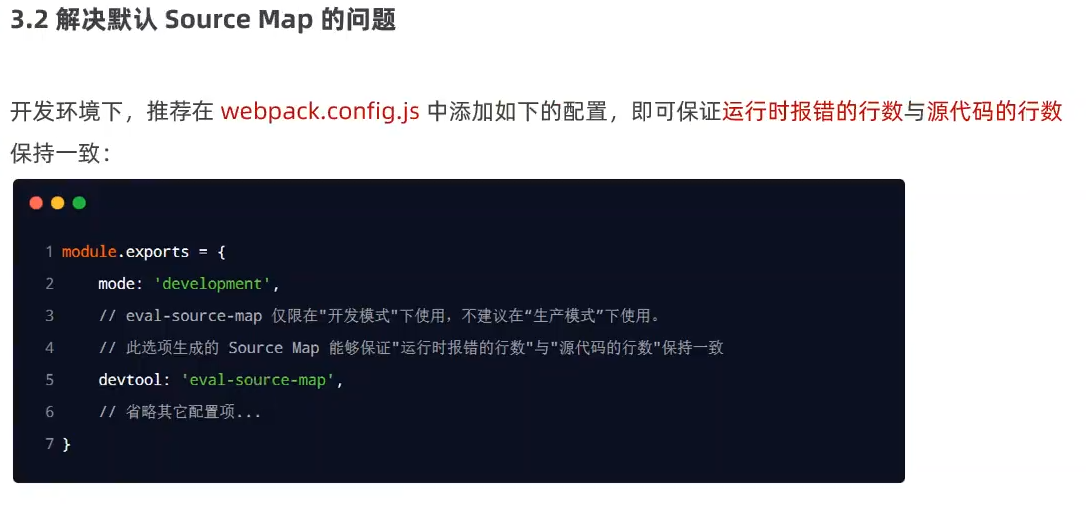 3.2 解决默认 Source Map 的问题
开发环境下，推荐在 webpack.config.js 中添加如下的配置，即可保证运行时报错的行数与源代码的行数
保持一致：
1 module.exports = {
2     mode: 'development',
3     // eval-source-map 仅限在"开发模式"下使用，不建议在“生产模式”下使用。
4     // 此选项生成的 Source Map 能够保证"运行时报错的行数"与"源代码的行数"保持一致
5     devtool: 'eval-source-map',
6     // 省略其它配置项...
7 }